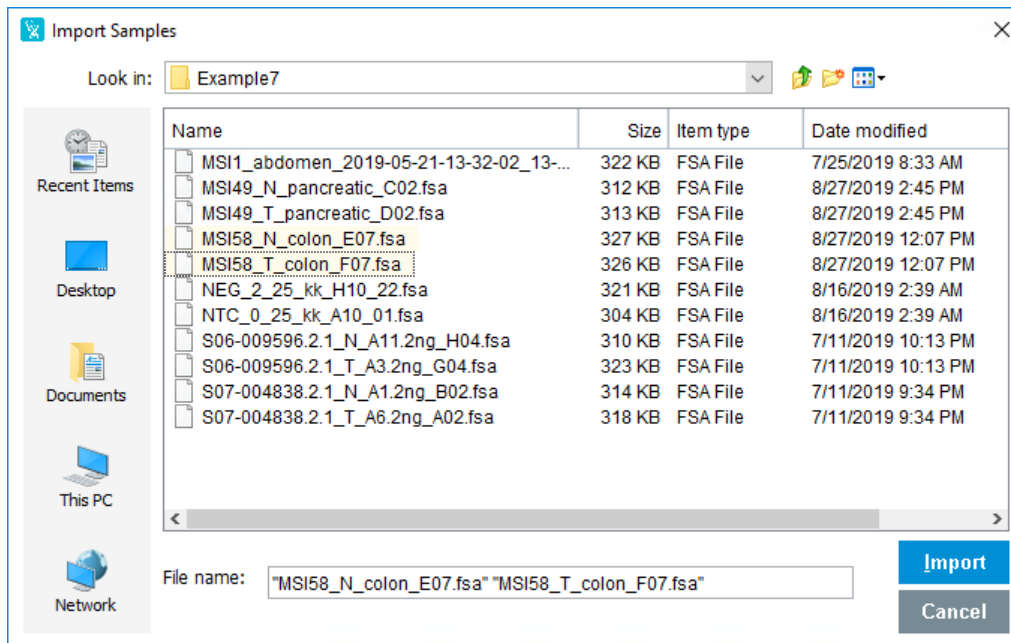 Import Samples
Look in: Example7
Name Size Item type Date modified
MSI1_abdomen_2019-05-21-13-32-02_13-... 322 KB FSA File 7/25/2019 8:33 AM
MSI49_N_pancreatic_C02.fsa 312 KB FSA File 8/27/2019 2:45 PM
MSI49_T_pancreatic_D02.fsa 313 KB FSA File 8/27/2019 2:45 PM
MSI58_N_colon_E07.fsa 327 KB FSA File 8/27/2019 12:07 PM
MSI58_T_colon_F07.fsa 326 KB FSA File 8/27/2019 12:07 PM
NEG_2_25_kk_H10_22.fsa 321 KB FSA File 8/16/2019 2:39 AM
NTC_0_25_kk_A10_01.fsa 304 KB FSA File 8/16/2019 2:39 AM
S06-009596.2.1_N_A11.2ng_H04.fsa 310 KB FSA File 7/11/2019 10:13 PM
S06-009596.2.1_T_A3.2ng_G04.fsa 323 KB FSA File 7/11/2019 10:13 PM
S07-004838.2.1_N_A1.2ng_B02.fsa 314 KB FSA File 7/11/2019 9:34 PM
S07-004838.2.1_T_A6.2ng_A02.fsa 318 KB FSA File 7/11/2019 9:34 PM
Recent Items
Desktop
Documents
This PC
Network
File name: "MSI58_N_colon_E07.fsa" "MSI58_T_colon_F07.fsa"
Import
Cancel